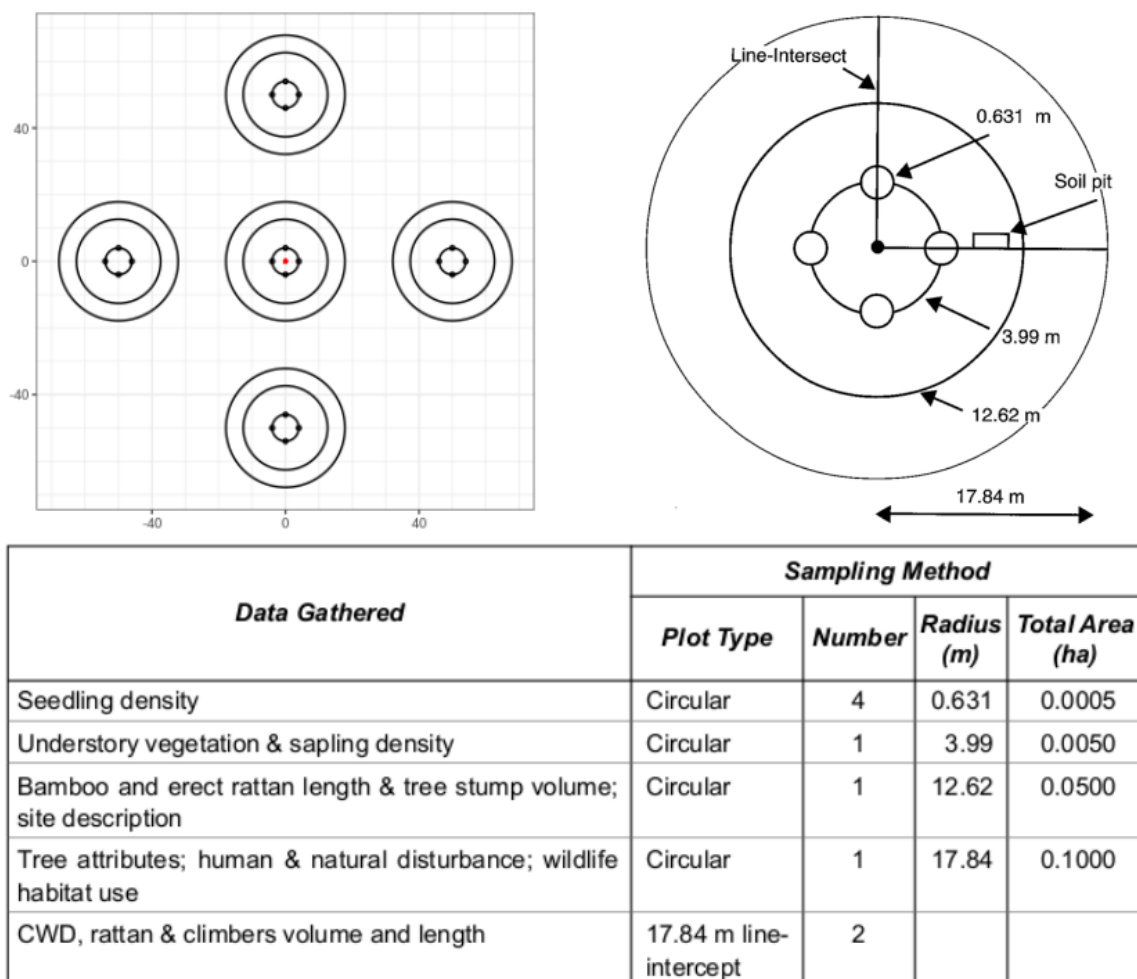 40
0
-40
-40
0
40
Line-Intersect
0.631 m
Soil pit
3.99 m
12.62 m
17.84 m
Data Gathered
Sampling Method
Plot Type
Number
Radius
(m)
Total Area
(ha)
Seedling density
Circular
4
0.631
0.0005
Understory vegetation & sapling density
Circular
1
3.99
0.0050
Bamboo and erect rattan length & tree stump volume;
site description
Circular
1
12.62
0.0500
Tree attributes; human & natural disturbance; wildlife
habitat use
Circular
1
17.84
0.1000
CWD, rattan & climbers volume and length
17.84 m line-
intercept
2